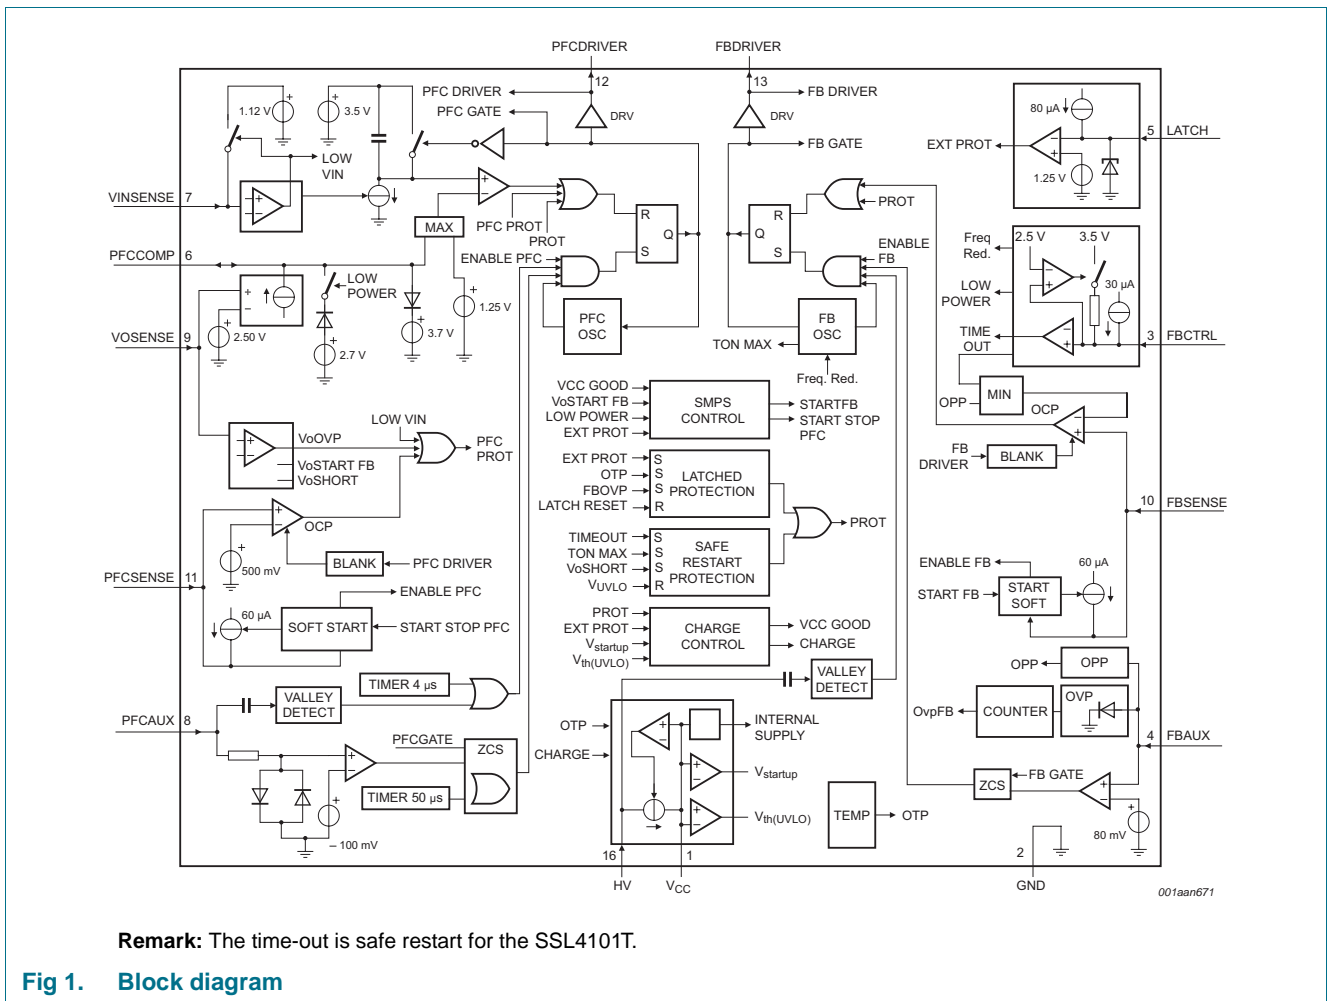 PFCDRIVER
FBDRIVER
12
13
PFC DRIVER
PFC GATE
DRV
DRV
FB DRIVER
FB GATE
1.12 V
3.5 V
LOW
VIN
VINSENSE 7
80 µA
EXT PROT
1.25 V
5 LATCH
MAX
PFC PROT
PROT
R
Q
S
R
Q
S
PROT
ENABLE
FB
ENABLE PFC
PFCCOMP 6
LOW
POWER
2.50 V
2.7 V
3.7 V
1.25 V
VOSENSE 9
PFC
OSC
FB
OSC
TON MAX
Freq. Red.
Freq
Red.
2.5 V
3.5 V
LOW
POWER
30 µA
TIME
OUT
3 FBCTRL
MIN
OPP
OCP
FB
DRIVER
BLANK
VCC GOOD
VoSTART FB
LOW POWER
EXT PROT
SMPS
CONTROL
STARTFB
START STOP
PFC
LOW VIN
VoOVP
VoSTART FB
VoSHORT
PFC
PROT
EXT PROT
OTP
FBOVP
LATCH RESET
S
S
S
R
LATCHED
PROTECTION
PROT
10 FBSENSE
OCP
500 mV
BLANK
PFC DRIVER
PFCSENSE 11
TIMEOUT
TON MAX
VoSHORT
VUVLO
S
S
S
R
SAFE
RESTART
PROTECTION
ENABLE PFC
60 µA
SOFT START
START STOP PFC
ENABLE FB
START FB
START
SOFT
60 µA
PROT
EXT PROT
Vstartup
Vth(UVLO)
CHARGE
CONTROL
VCC GOOD
CHARGE
TIMER 4 µs
VALLEY
DETECT
PFCAUX 8
VALLEY
DETECT
OPP
OPP
OVP
OvpFB
COUNTER
4 FBAUX
OTP
CHARGE
INTERNAL
SUPPLY
Vstartup
Vth(UVLO)
PFCGATE
ZCS
TIMER 50 µs
– 100 mV
TEMP
OTP
ZCS
FB GATE
80 mV
16
1
2
HV
VCC
GND
001aan671
Remark: The time-out is safe restart for the SSL4101T.
Fig 1. Block diagram